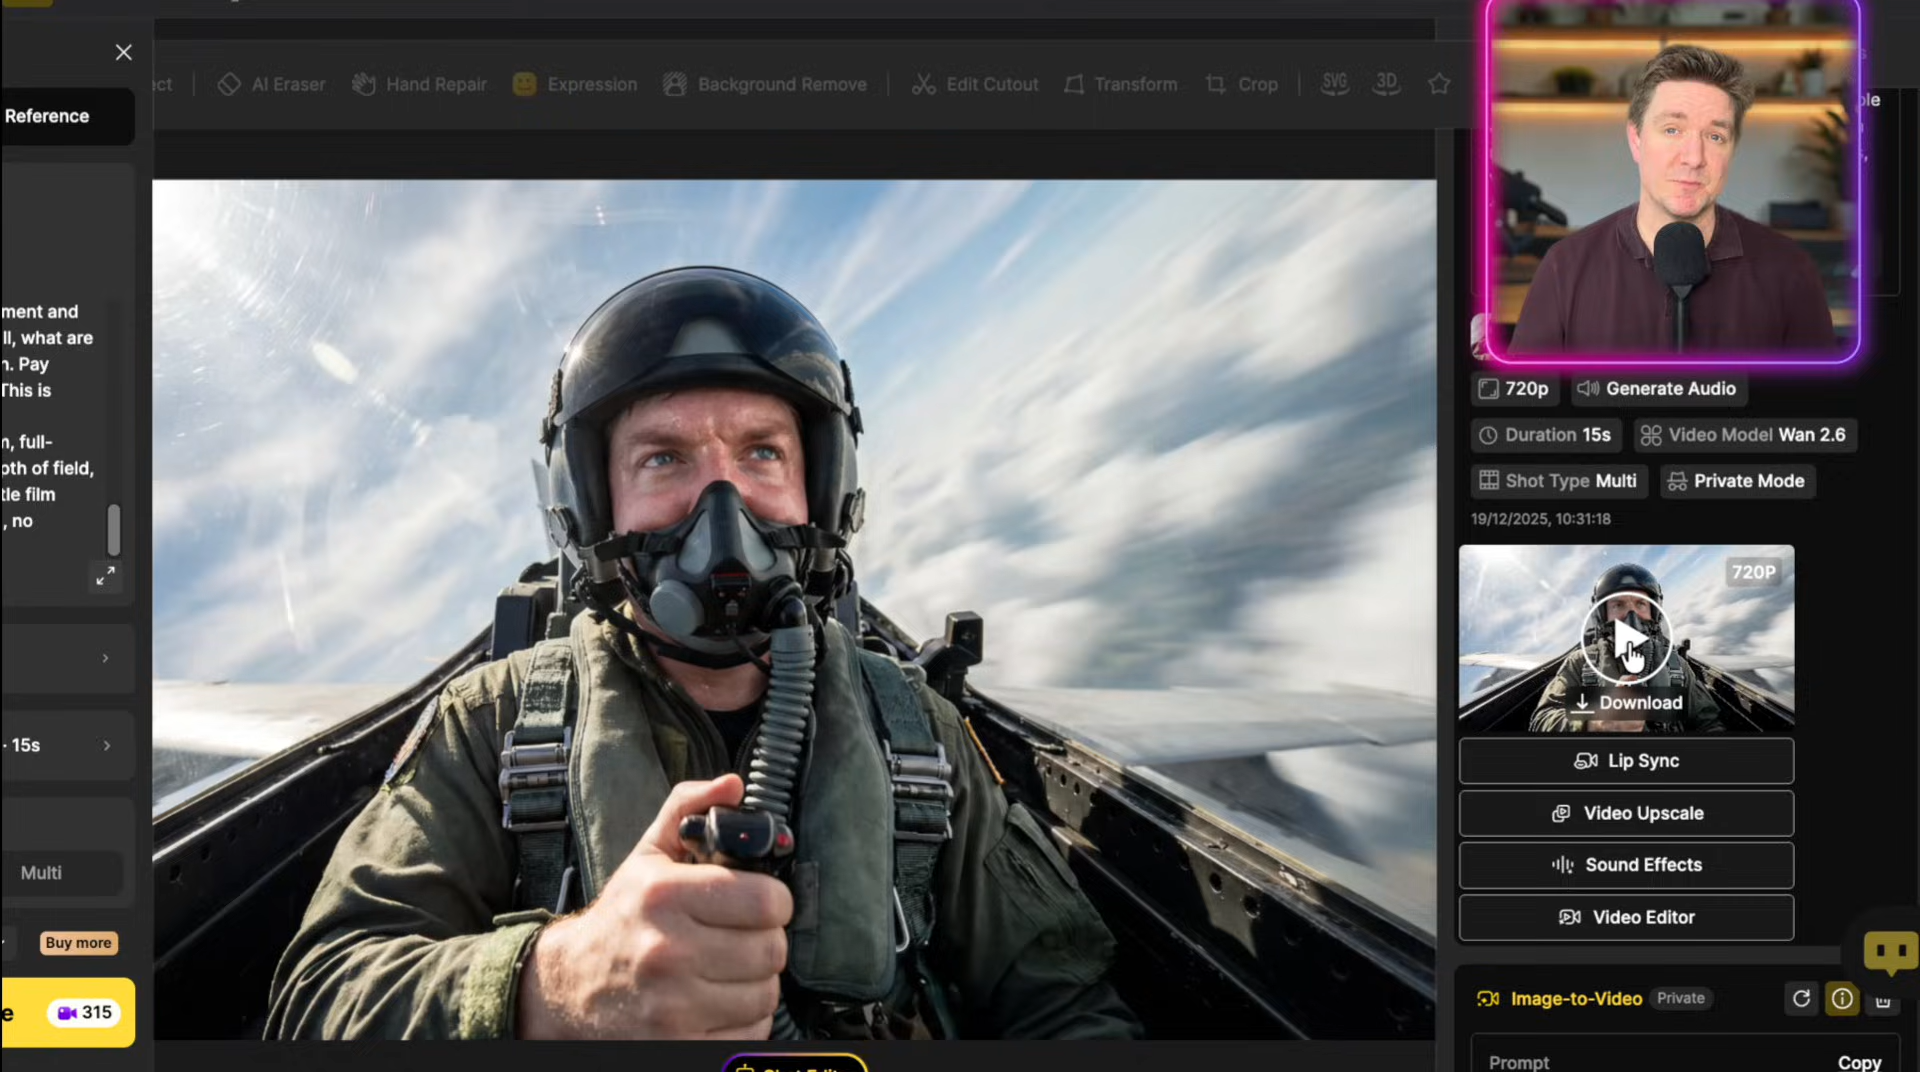 AI Eraser
Hand Repair
Expression
Background Remove
Edit Cutout
Transform
Crop
SVG
3D
Reference
ment and
ll, what are
n. Pay
This is
n, full-
oth of field,
tle film
, no
· 15s
Multi
Buy more
315
720p
Generate Audio
Duration 15s
Video Model Wan 2.6
Shot Type Multi
Private Mode
19/12/2025, 10:31:18
720P
Download
Lip Sync
Video Upscale
Sound Effects
Video Editor
Image-to-Video Private
Prompt
Copy